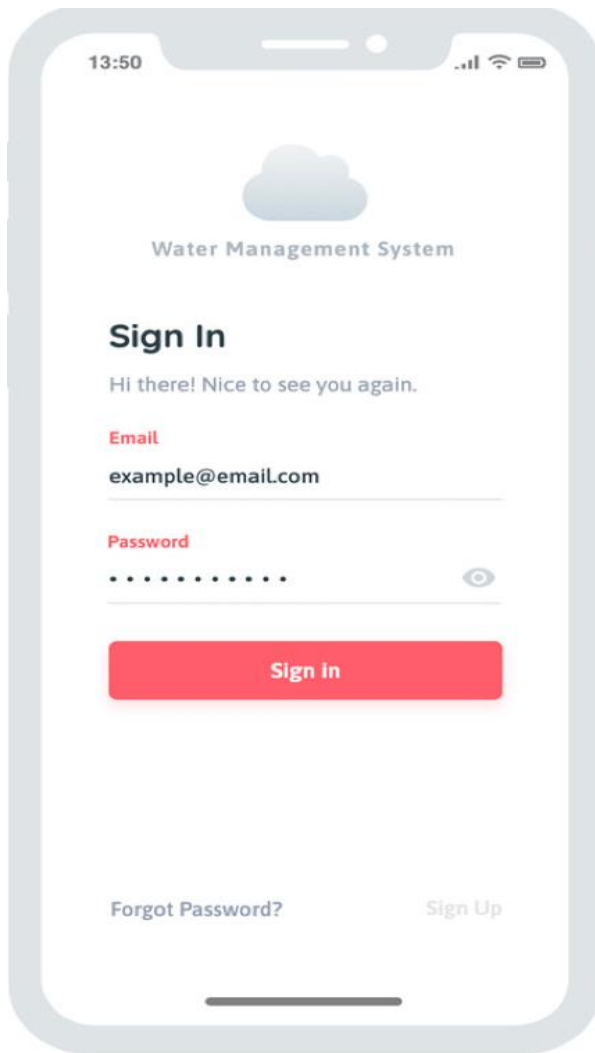 13:50
Water Management System
Sign In
Hi there! Nice to see you again.
Email
example@email.com
Password
• • • • • • • • • • •
Sign in
Forgot Password? Sign Up